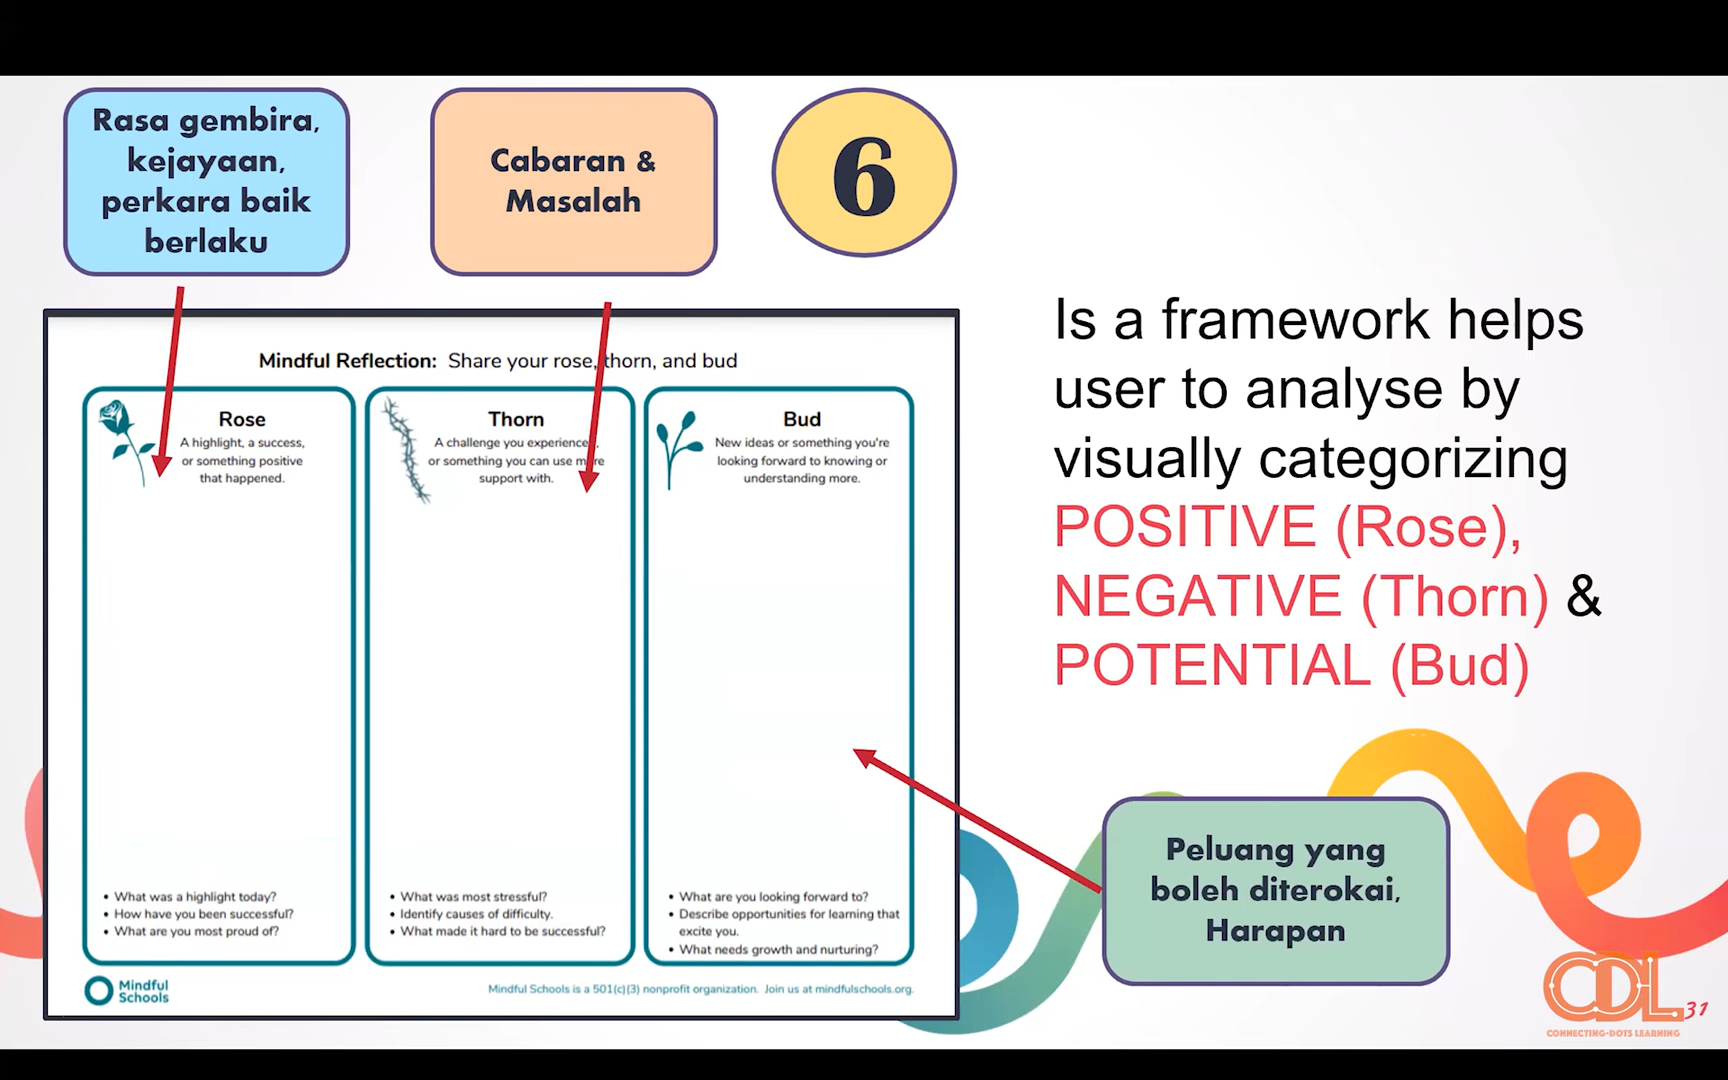 Rasa gembira,
kejayaan,
perkara baik
berlaku
Cabaran &
Masalah
6
Mindful Reflection: Share your rose, thorn, and bud
Rose
A highlight, a success,
or something positive
that happened.
What was a highlight today?
How have you been successful?
What are you most proud of?
Thorn
A challenge you experienced,
or something you can use more
support with.
What was most stressful?
Identify causes of difficulty.
What made it hard to be successful?
Bud
New ideas or something you're
looking forward to knowing or
understanding more.
What are you looking forward to?
Describe opportunities for learning that
excite you.
What needs growth and nurturing?
Mindful
Schools
Mindful Schools is a 501(c)(3) nonprofit organization. Join us at mindfulschools.org.
Is a framework helps
user to analyse by
visually categorizing
POSITIVE (Rose),
NEGATIVE (Thorn) &
POTENTIAL (Bud)
Peluang yang
boleh diterokai,
Harapan
CDL
CONNECTING-DOTS LEARNING
31